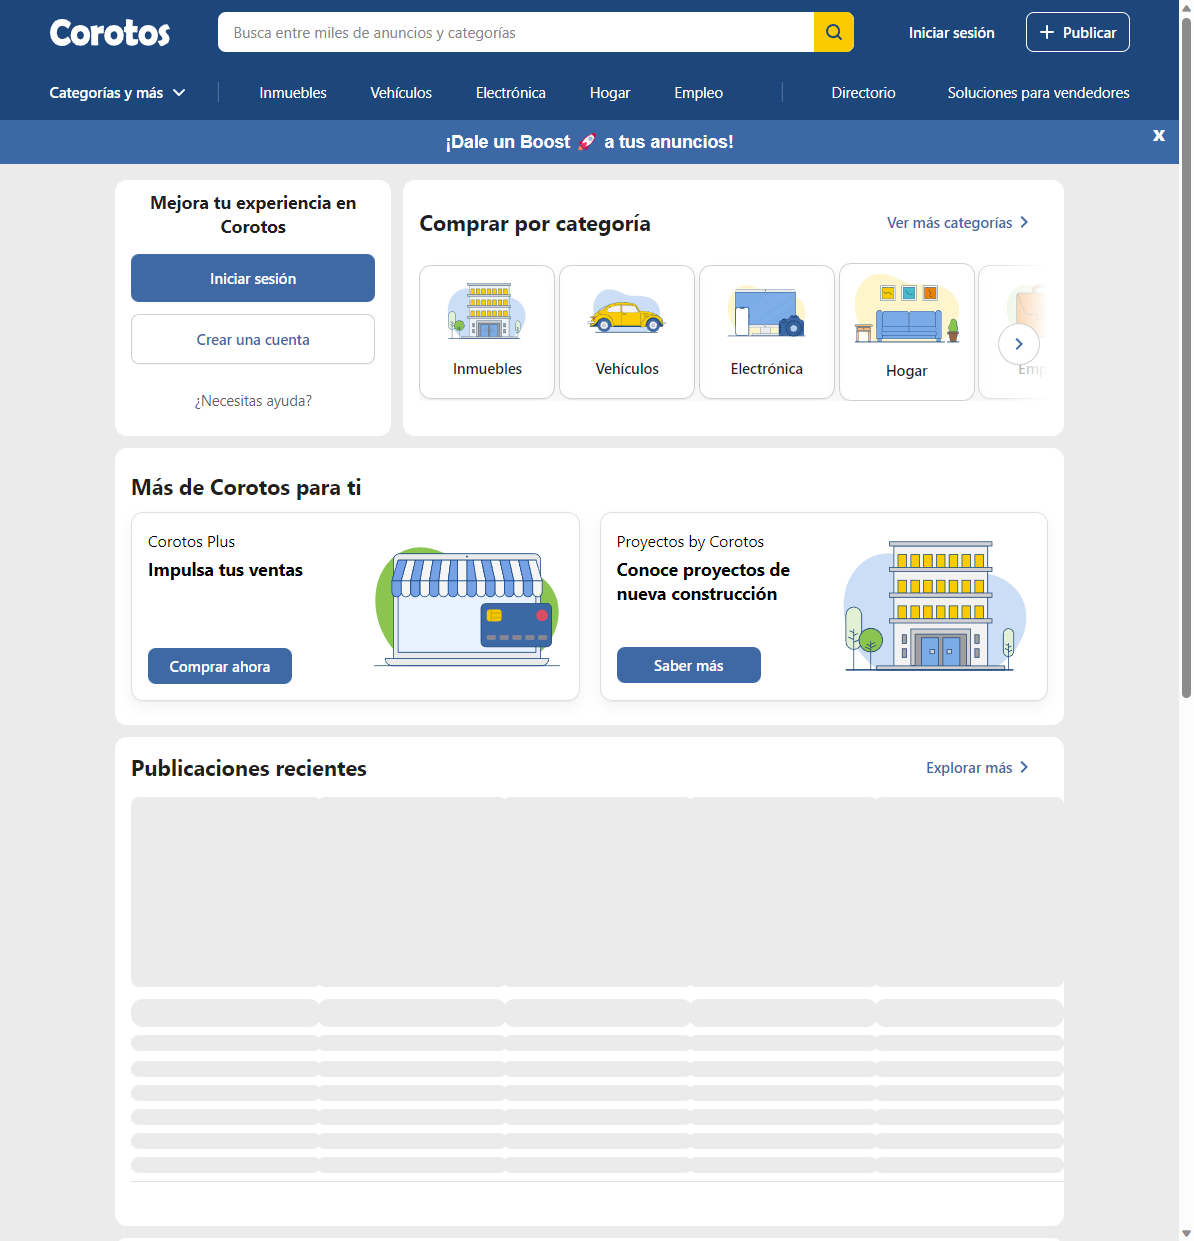 Corotos
Busca entre miles de anuncios y categorías
Iniciar sesión
Publicar
Categorías y más
Inmuebles
Vehículos
Electrónica
Hogar
Empleo
Directorio
Soluciones para vendedores
¡Dale un Boost 🚀 a tus anuncios!
x
Mejora tu experiencia en
Corotos
Iniciar sesión
Crear una cuenta
¿Necesitas ayuda?
Comprar por categoría
Ver más categorías
Inmuebles
Vehículos
Electrónica
Hogar
Emp
Más de Corotos para ti
Corotos Plus
Impulsa tus ventas
Comprar ahora
Proyectos by Corotos
Conoce proyectos de
nueva construcción
Saber más
Publicaciones recientes
Explorar más